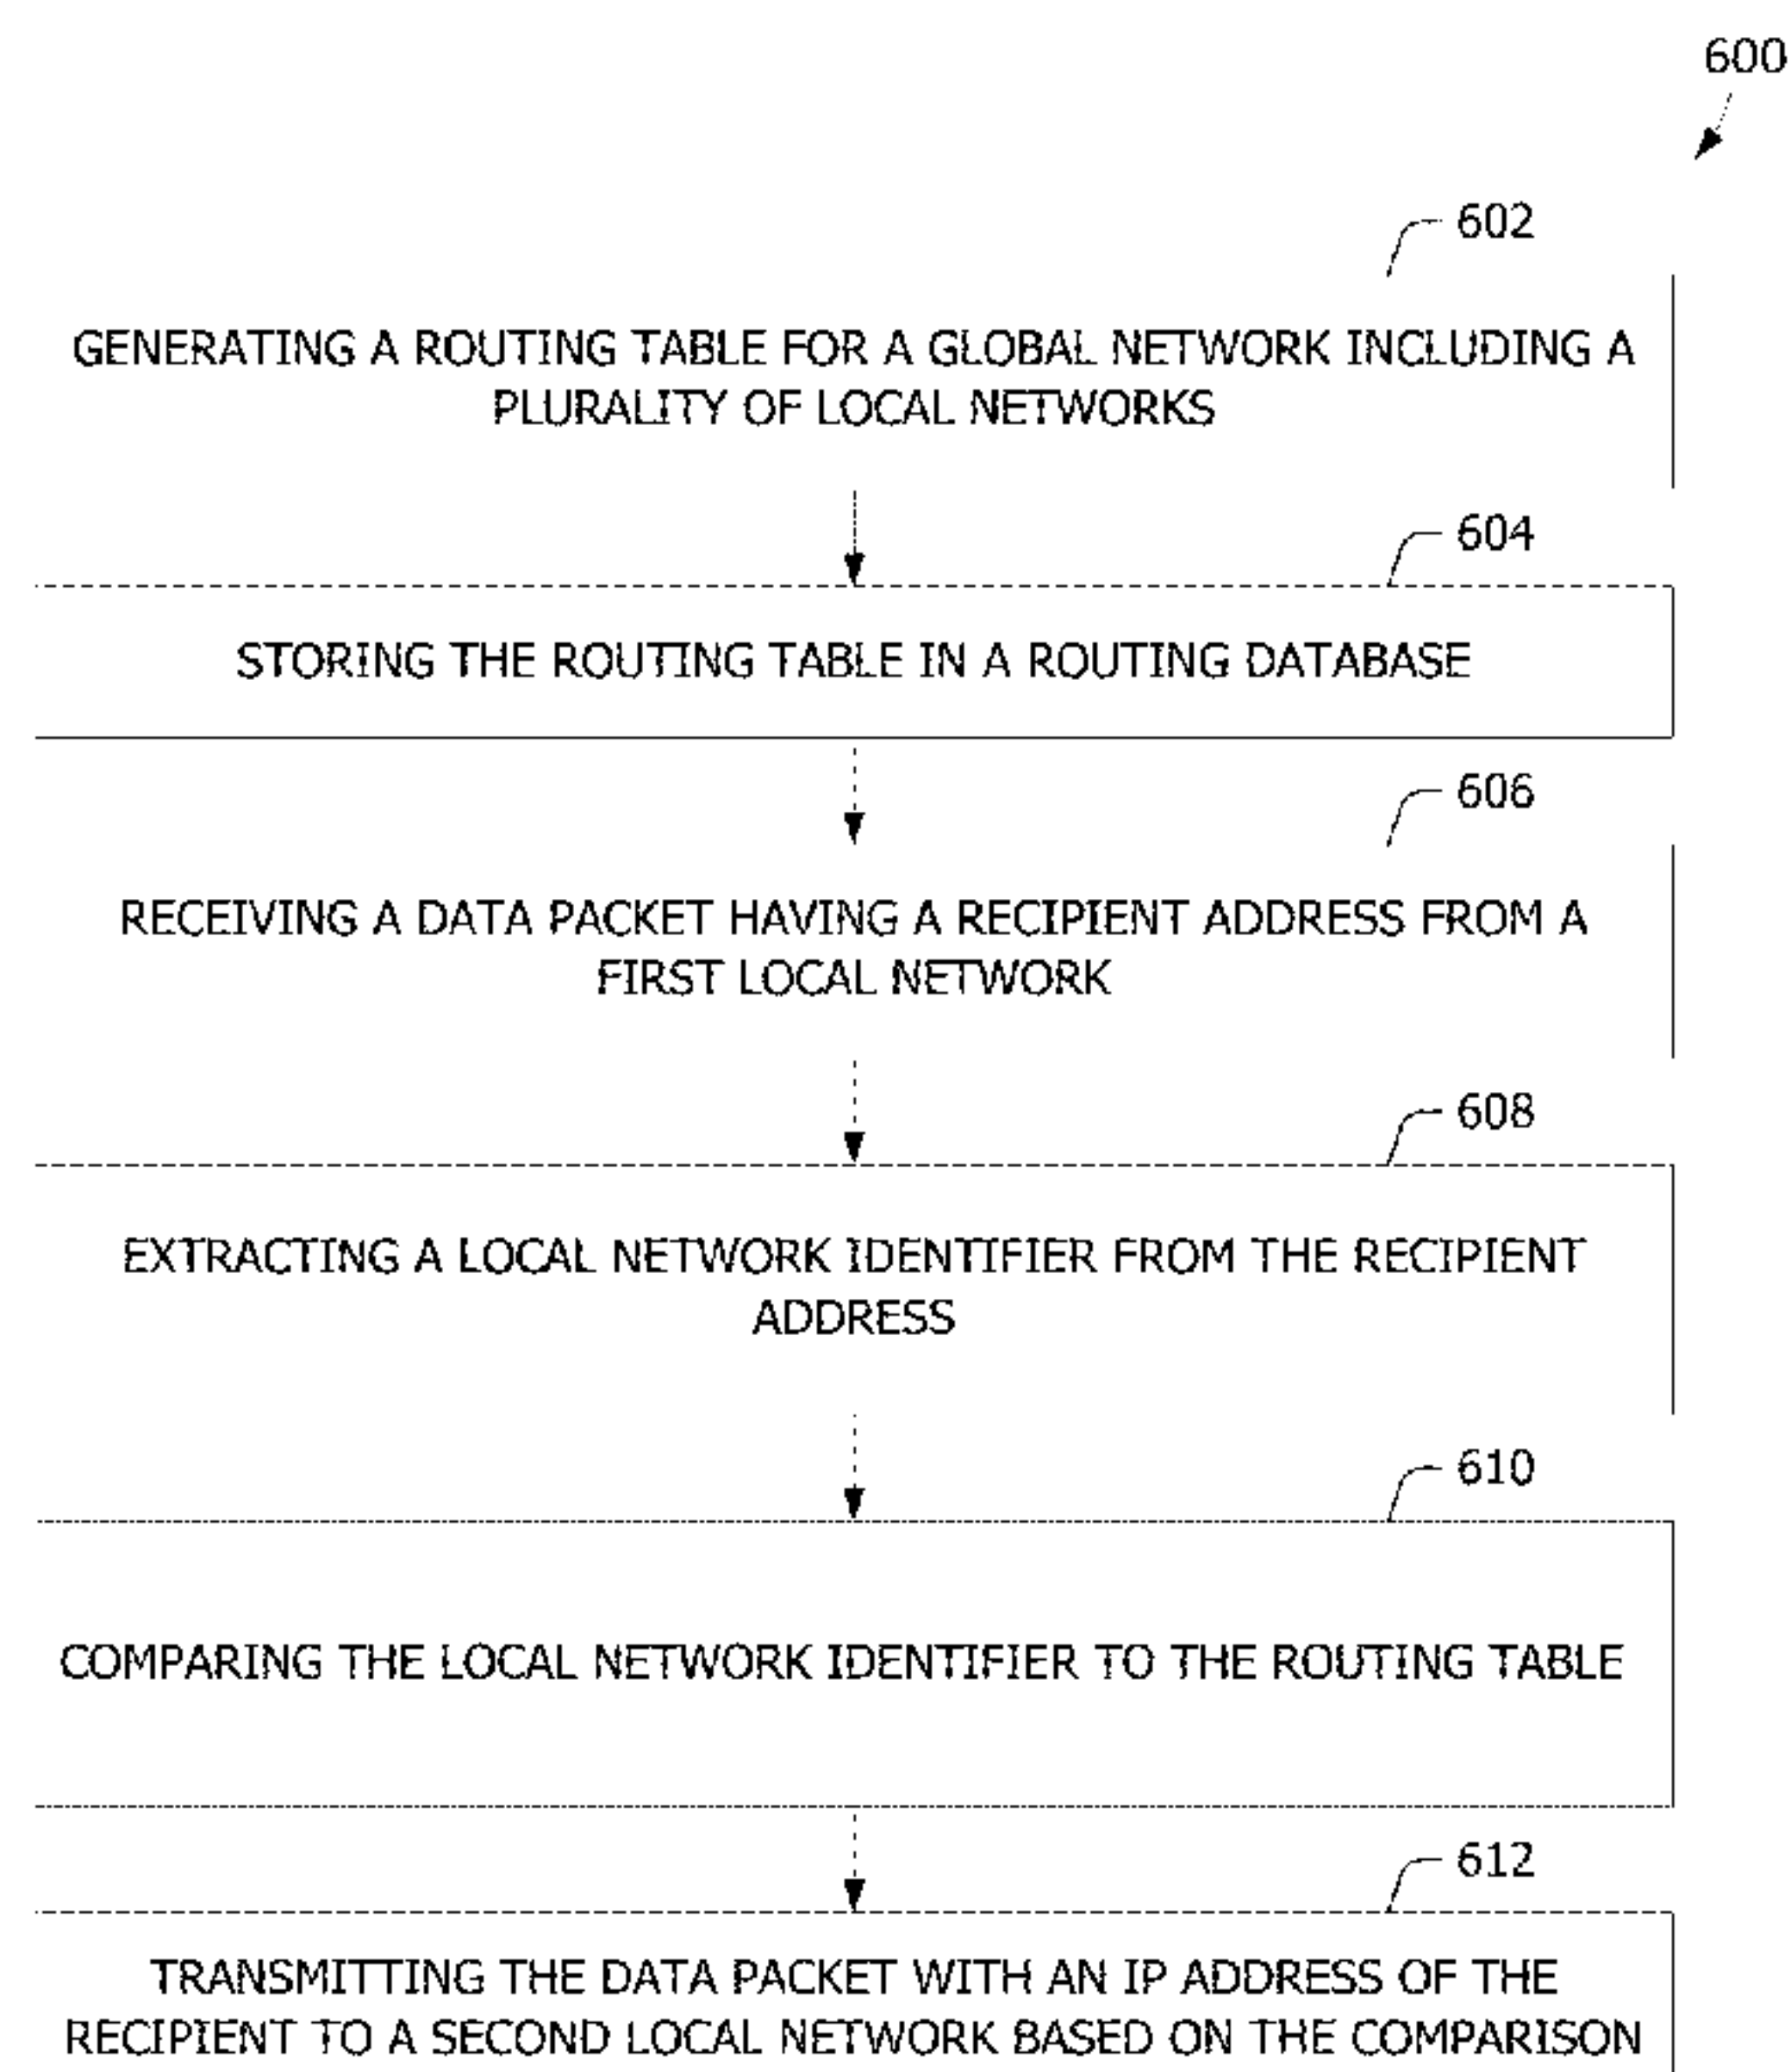 600
602
GENERATING A ROUTING TABLE FOR A GLOBAL NETWORK INCLUDING A
PLURALITY OF LOCAL NETWORKS
604
STORING THE ROUTING TABLE IN A ROUTING DATABASE
606
RECEIVING A DATA PACKET HAVING A RECIPIENT ADDRESS FROM A
FIRST LOCAL NETWORK
608
EXTRACTING A LOCAL NETWORK IDENTIFIER FROM THE RECIPIENT
ADDRESS
610
COMPARING THE LOCAL NETWORK IDENTIFIER TO THE ROUTING TABLE
612
TRANSMITTING THE DATA PACKET WITH AN IP ADDRESS OF THE
RECIPIENT TO A SECOND LOCAL NETWORK BASED ON THE COMPARISON